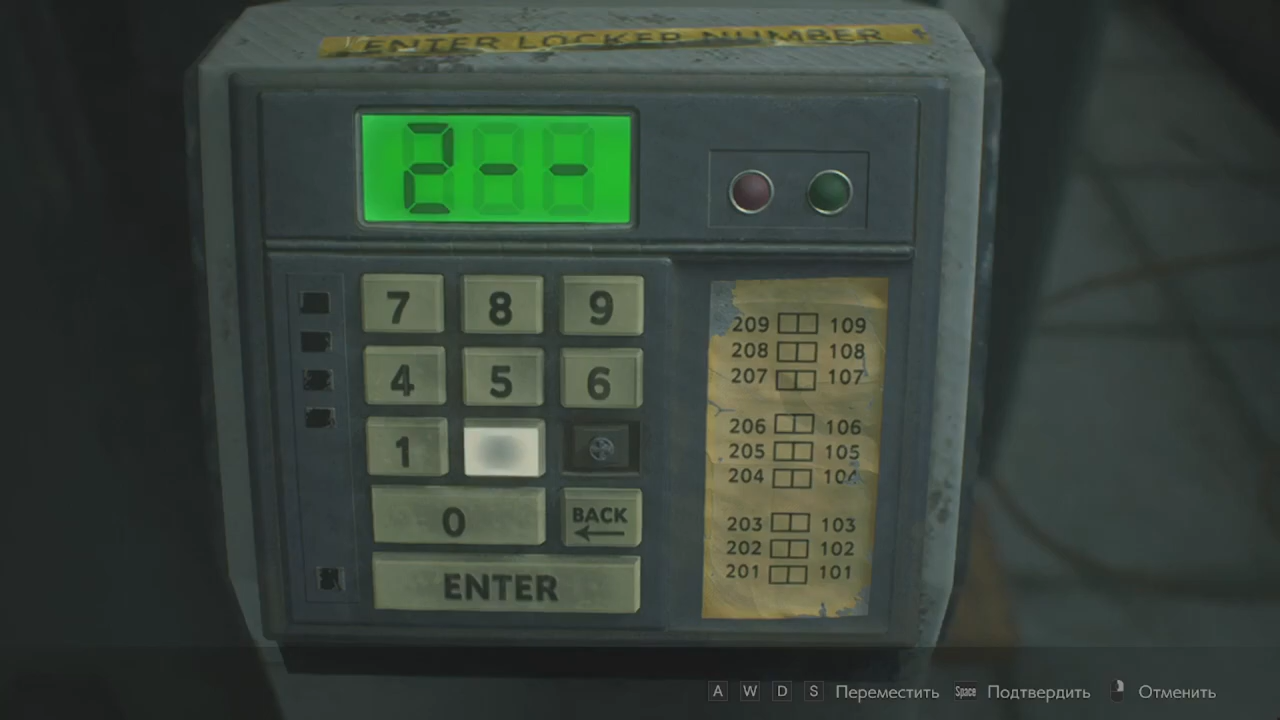 ENTER LOCKER NUMBER
2--
7 8 9
4 5 6
1
0 BACK
ENTER
209 109
208 108
207 107
206 106
205 105
204 104
203 103
202 102
201 101
A W D S Переместить Space Подтвердить Отменить